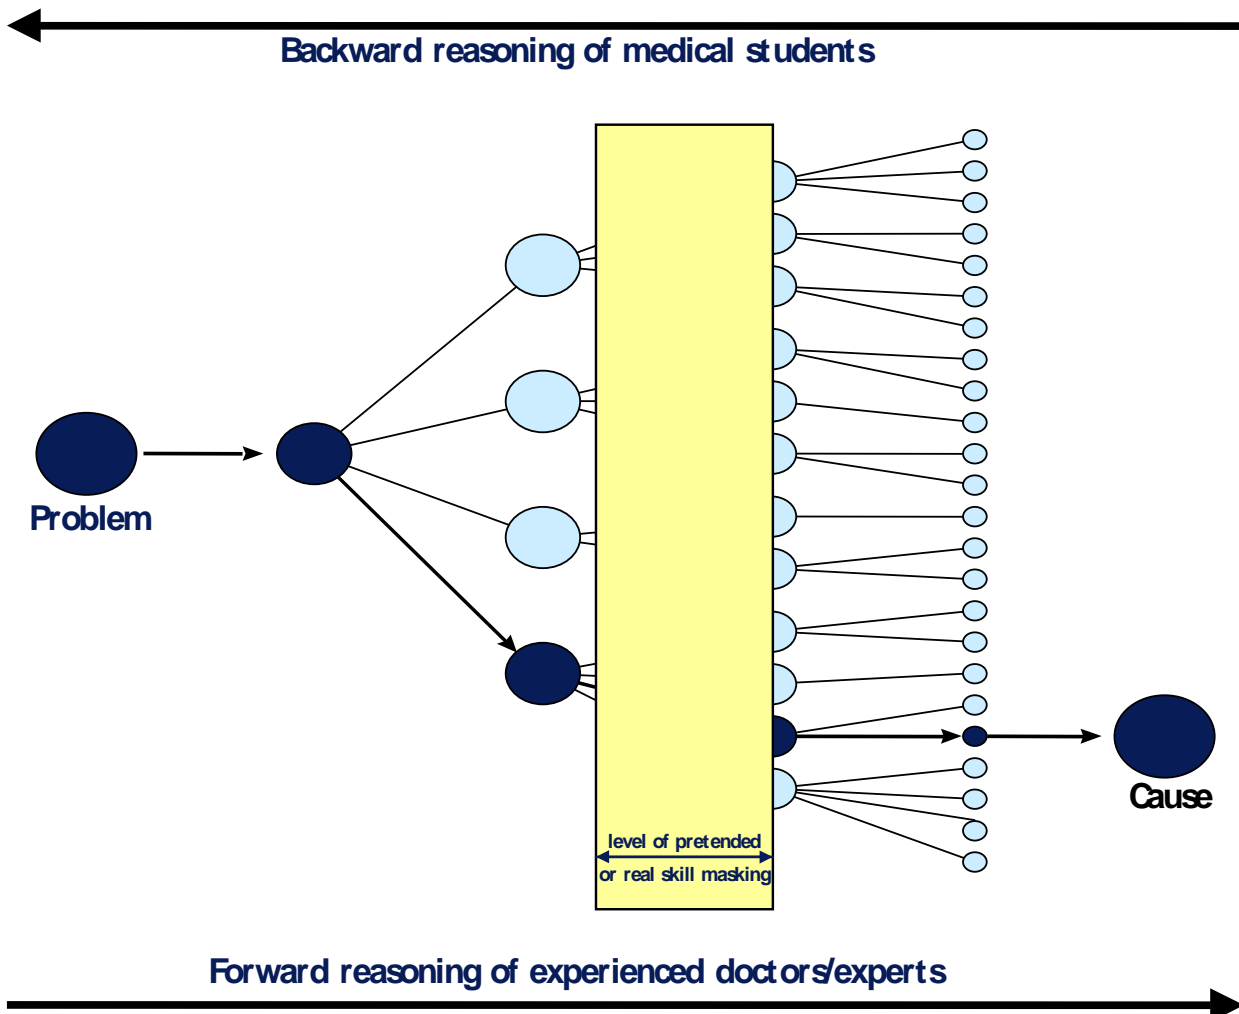 Backward reasoning of medical students
Problem
Cause
level of pretended
or real skill masking
Forward reasoning of experienced doctors/experts